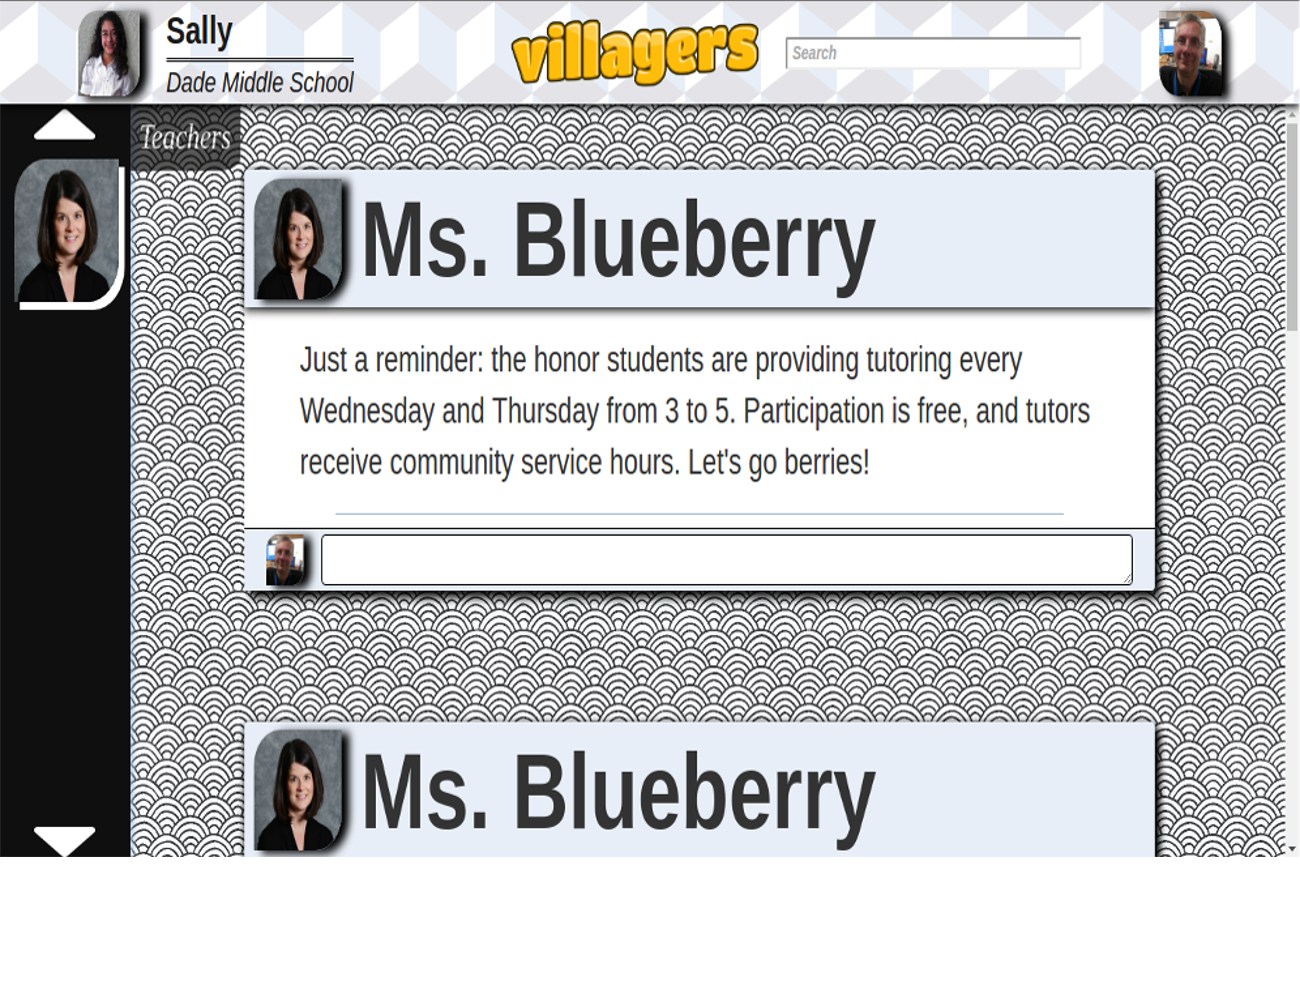 Sally
Dade Middle School
villagers
Search
Teachers
Ms. Blueberry
Just a reminder: the honor students are providing tutoring every
Wednesday and Thursday from 3 to 5. Participation is free, and tutors
receive community service hours. Let's go berries!
Ms. Blueberry